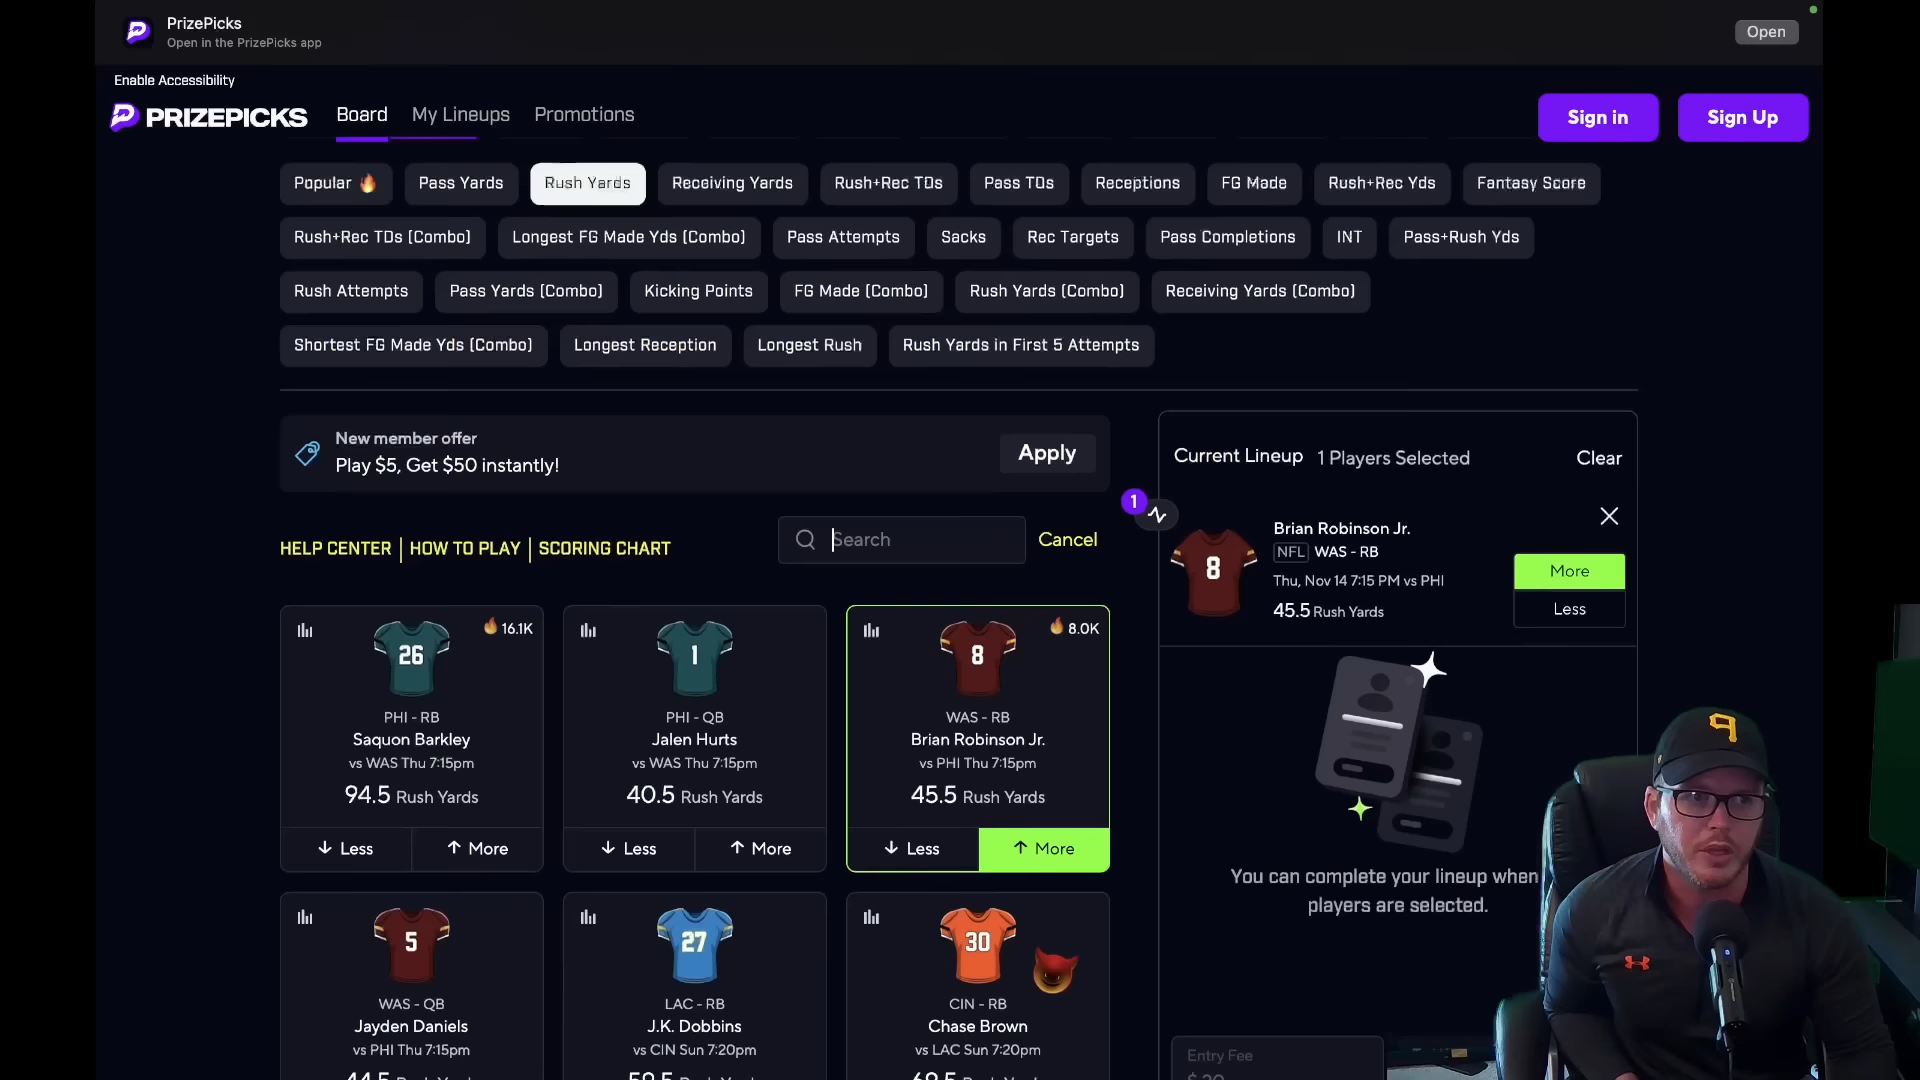 PrizePicks
Open in the PrizePicks app
Open
Enable Accessibility
PRIZEPICKS
Board
My Lineups
Promotions
Sign in
Sign Up
Popular
Pass Yards
Rush Yards
Receiving Yards
Rush+Rec TDs
Pass TDs
Receptions
FG Made
Rush+Rec Yds
Fantasy Score
Rush+Rec TDs (Combo)
Longest FG Made Yds (Combo)
Pass Attempts
Sacks
Rec Targets
Pass Completions
INT
Pass+Rush Yds
Rush Attempts
Pass Yards (Combo)
Kicking Points
FG Made (Combo)
Rush Yards (Combo)
Receiving Yards (Combo)
Shortest FG Made Yds (Combo)
Longest Reception
Longest Rush
Rush Yards in First 5 Attempts
New member offer
Play $5, Get $50 instantly!
Apply
HELP CENTER
HOW TO PLAY
SCORING CHART
Search
Cancel
26
16.1K
PHI - RB
Saquon Barkley
vs WAS Thu 7:15pm
94.5 Rush Yards
Less
More
1
PHI - QB
Jalen Hurts
vs WAS Thu 7:15pm
40.5 Rush Yards
Less
More
8
8.0K
WAS - RB
Brian Robinson Jr.
vs PHI Thu 7:15pm
45.5 Rush Yards
Less
More
5
WAS - QB
Jayden Daniels
vs PHI Thu 7:15pm
27
LAC - RB
J.K. Dobbins
vs CIN Sun 7:20pm
30
CIN - RB
Chase Brown
vs LAC Sun 7:20pm
Current Lineup
1 Players Selected
Clear
1
8
Brian Robinson Jr.
NFL WAS - RB
Thu, Nov 14 7:15 PM vs PHI
45.5 Rush Yards
More
Less
You can complete your lineup when
players are selected.
Entry Fee
P